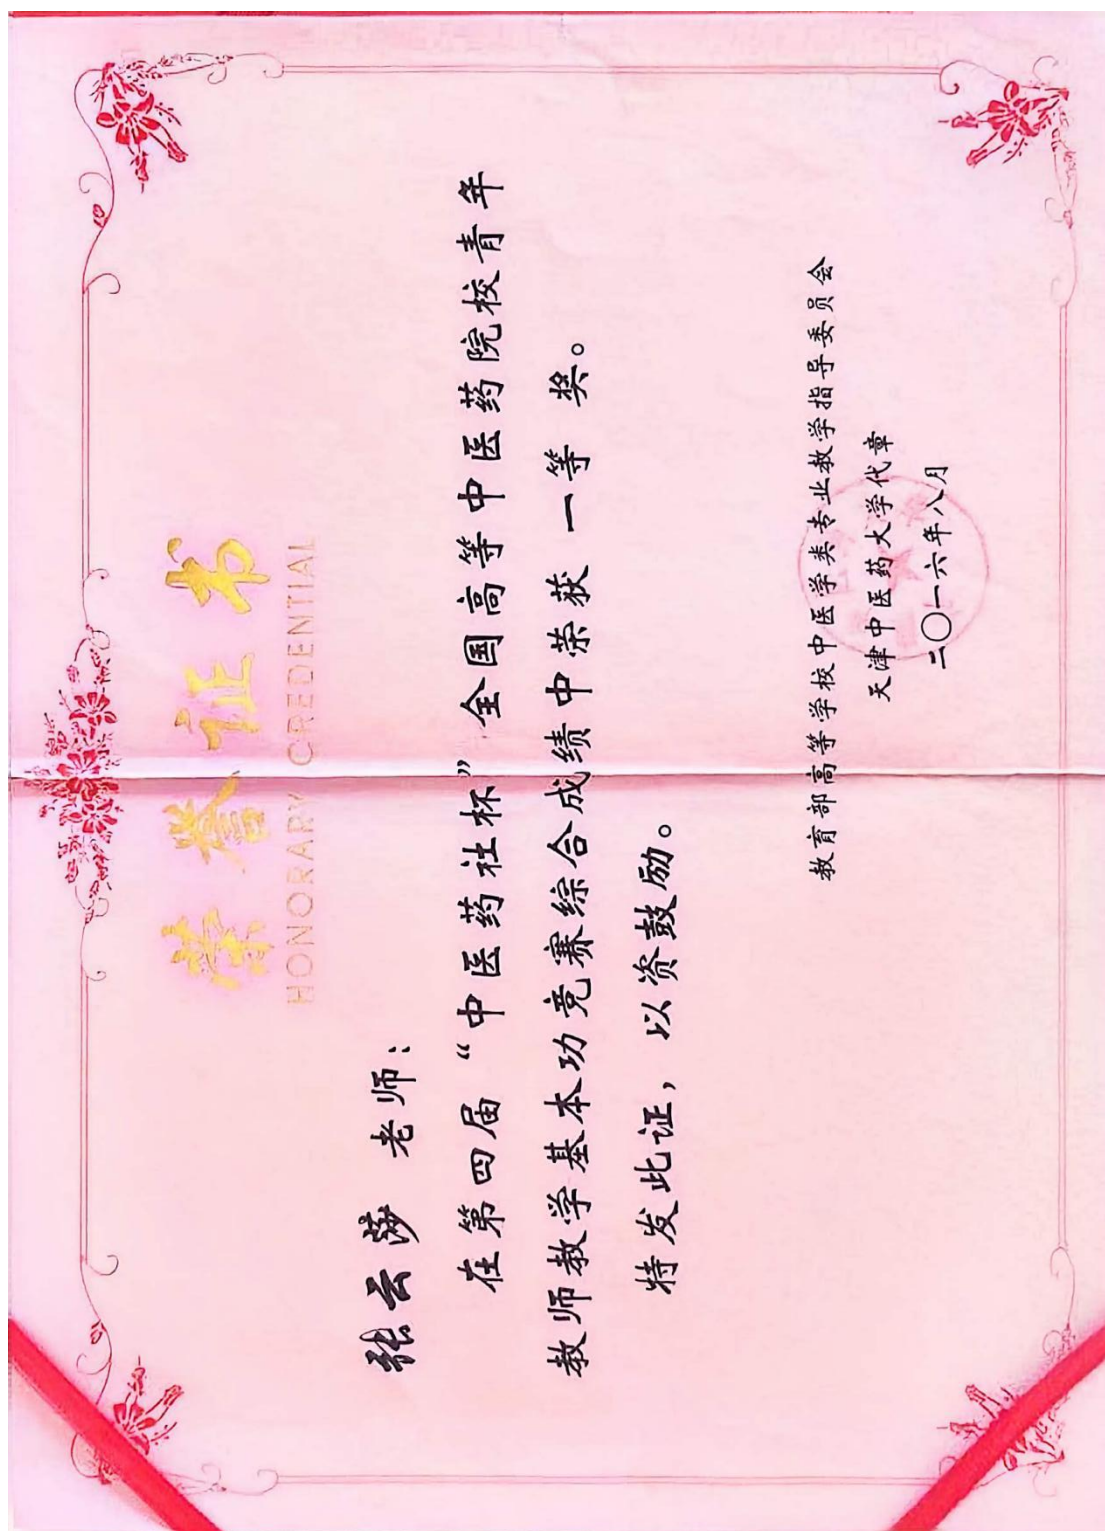 荣誉证书
HONORARY CREDENTIAL
张云莎 老师：
在第四届“中医药社杯”全国高等中医药院校青年
教师教学基本功竞赛综合成绩中荣获 一等 奖。
特发此证，以资鼓励。
教育部高等学校中医学类专业教学指导委员会
天津中医药大学代章
二〇一六年八月